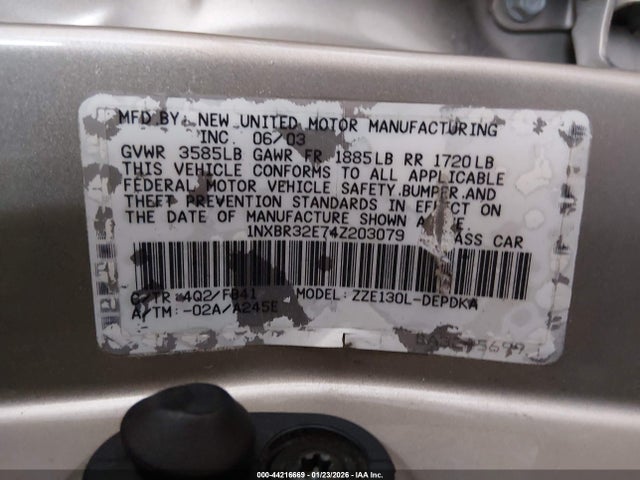 MFD.BY: NEW UNITED MOTOR MANUFACTURING
INC. 06/03
GVWR 3585LB GAWR FR 1885LB RR 1720LB
THIS VEHICLE CONFORMS TO ALL APPLICABLE
FEDERAL MOTOR VEHICLE SAFETY.BUMPER.AND
THEFT PREVENTION STANDARDS IN EFFECT ON
THE DATE OF MANUFACTURE SHOWN
1NXBR32E74Z203079 ASS CAR
C/TR: 4Q2/FB41 MODEL: ZZE130L-DEPDKA
A/TM:-02A/A245E
000-44216669 | 01/23/2026 - IAA Inc.